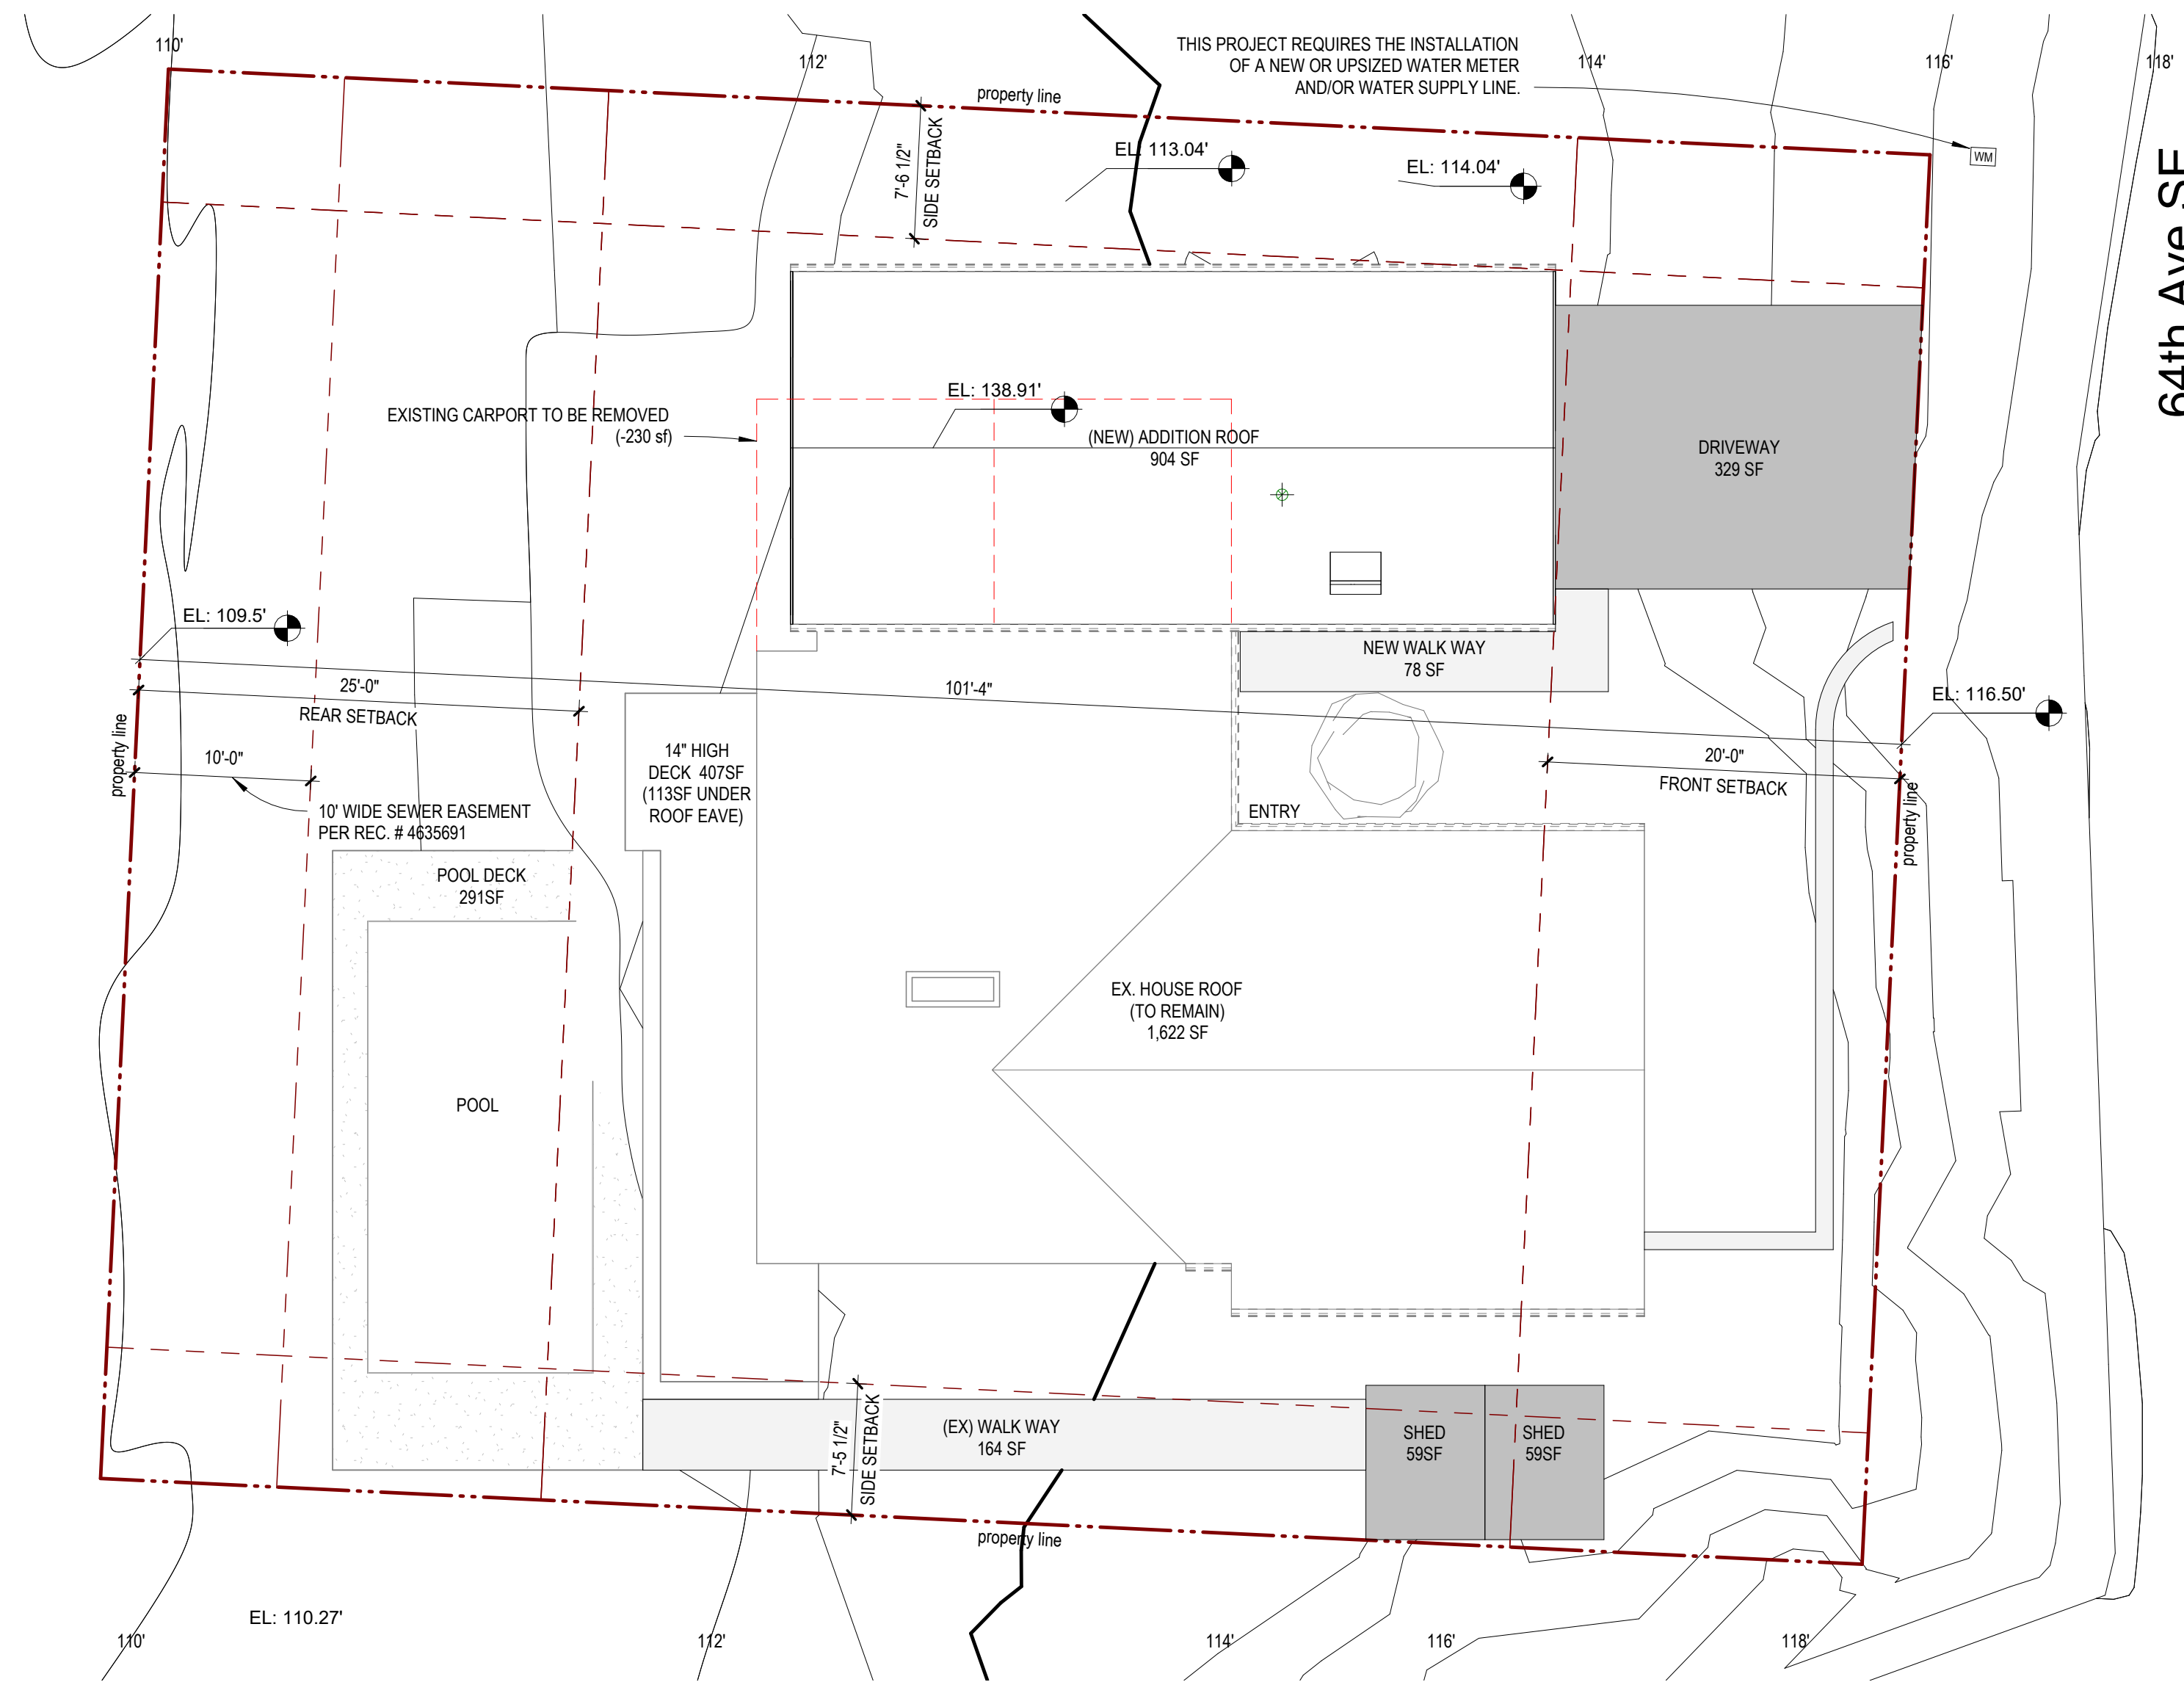 110'
112'
THIS PROJECT REQUIRES THE INSTALLATION
OF A NEW OR UPSIZED WATER METER
AND/OR WATER SUPPLY LINE.
114'
116'
118'
property line
7'-6 1/2"
SIDE SETBACK
EL: 113.04'
EL: 114.04'
WM
64th Ave SE
EL: 138.91'
EXISTING CARPORT TO BE REMOVED
(-230 sf)
(NEW) ADDITION ROOF
904 SF
DRIVEWAY
329 SF
EL: 109.5'
NEW WALK WAY
78 SF
25'-0"
REAR SETBACK
101'-4"
EL: 116.50'
property line
10'-0"
14" HIGH
DECK 407SF
(113SF UNDER
ROOF EAVE)
20'-0"
FRONT SETBACK
10' WIDE SEWER EASEMENT
PER REC. # 4635691
ENTRY
property line
POOL DECK
291SF
EX. HOUSE ROOF
(TO REMAIN)
1,622 SF
POOL
(EX) WALK WAY
164 SF
7'-5 1/2"
SIDE SETBACK
SHED
59SF
SHED
59SF
property line
EL: 110.27'
110'
112'
114'
116'
118'